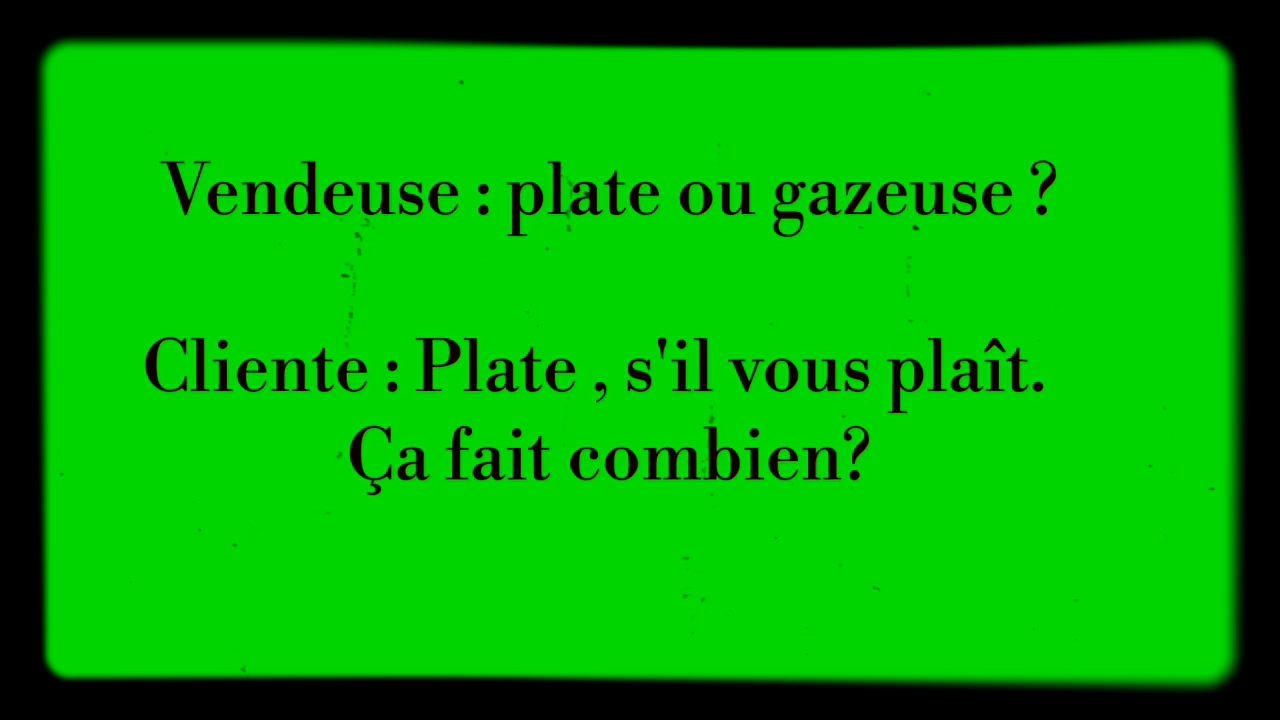 Vendeuse : plate ou gazeuse ?
Cliente : Plate , s'il vous plaît.
Ça fait combien?